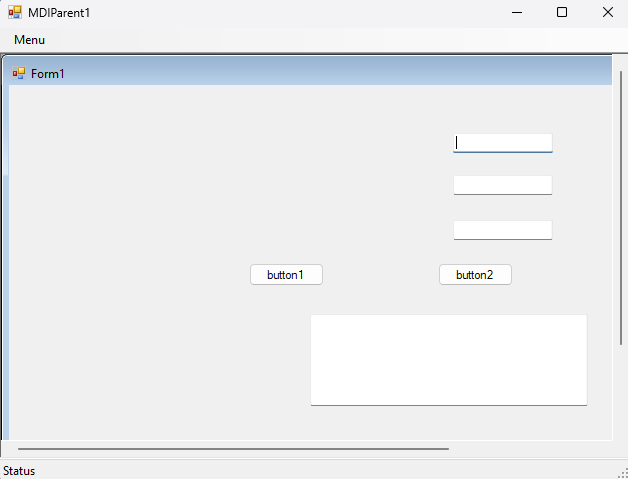 MDIParent1
Menu
Form1
button1 button2
Status